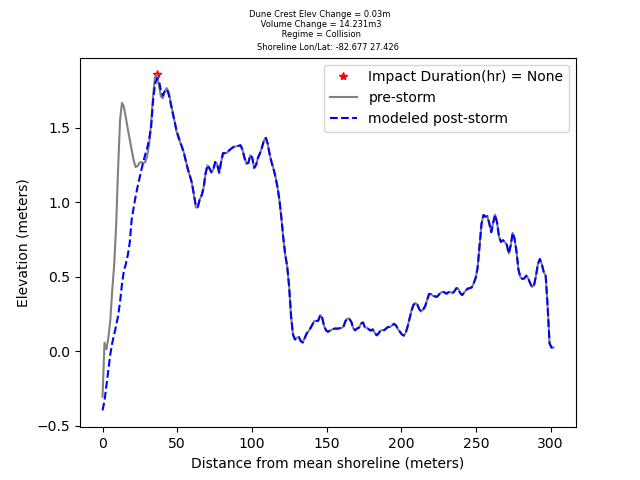 Dune Crest Elev Change = 0.03m
Volume Change = 14.231m3
Regime = Collision
Shoreline Lon/Lat: -82.677 27.426
Impact Duration(hr) = None
pre-storm
modeled post-storm
Elevation (meters)
1.5
1.0
0.5
0.0
−0.5
0 50 100 150 200 250 300
Distance from mean shoreline (meters)